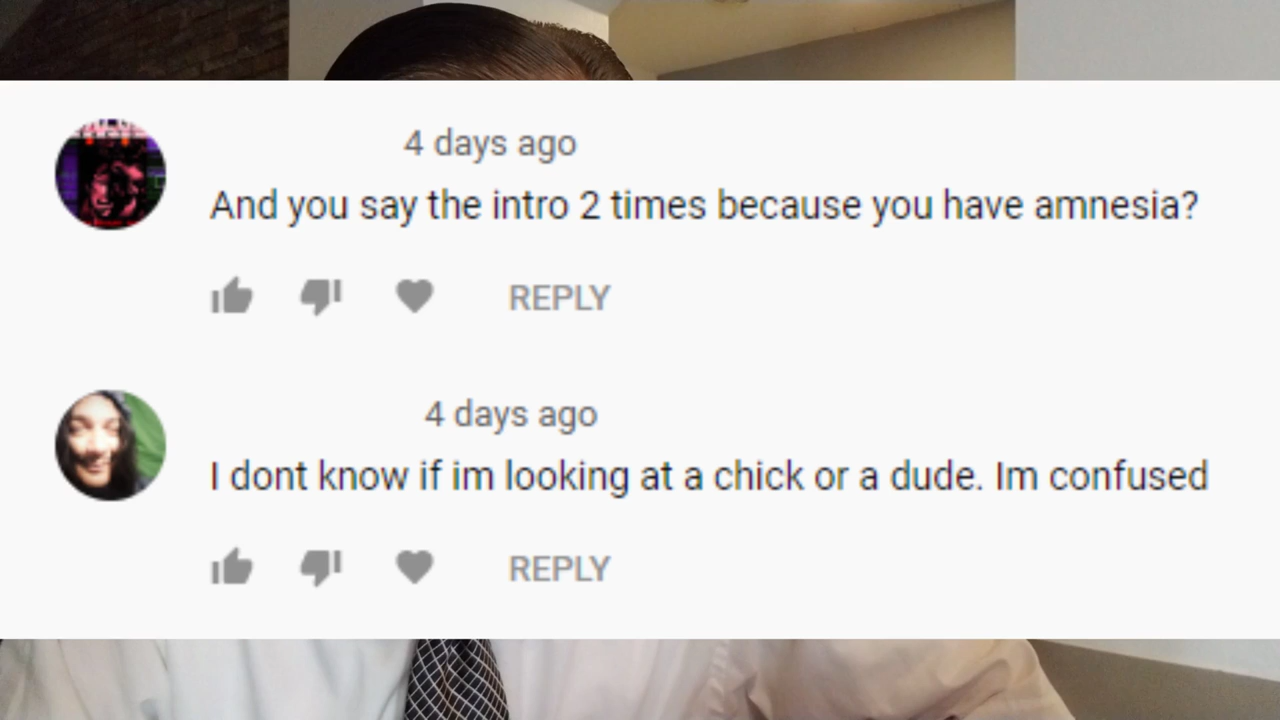 4 days ago
And you say the intro 2 times because you have amnesia?
REPLY
4 days ago
I dont know if im looking at a chick or a dude. Im confused
REPLY